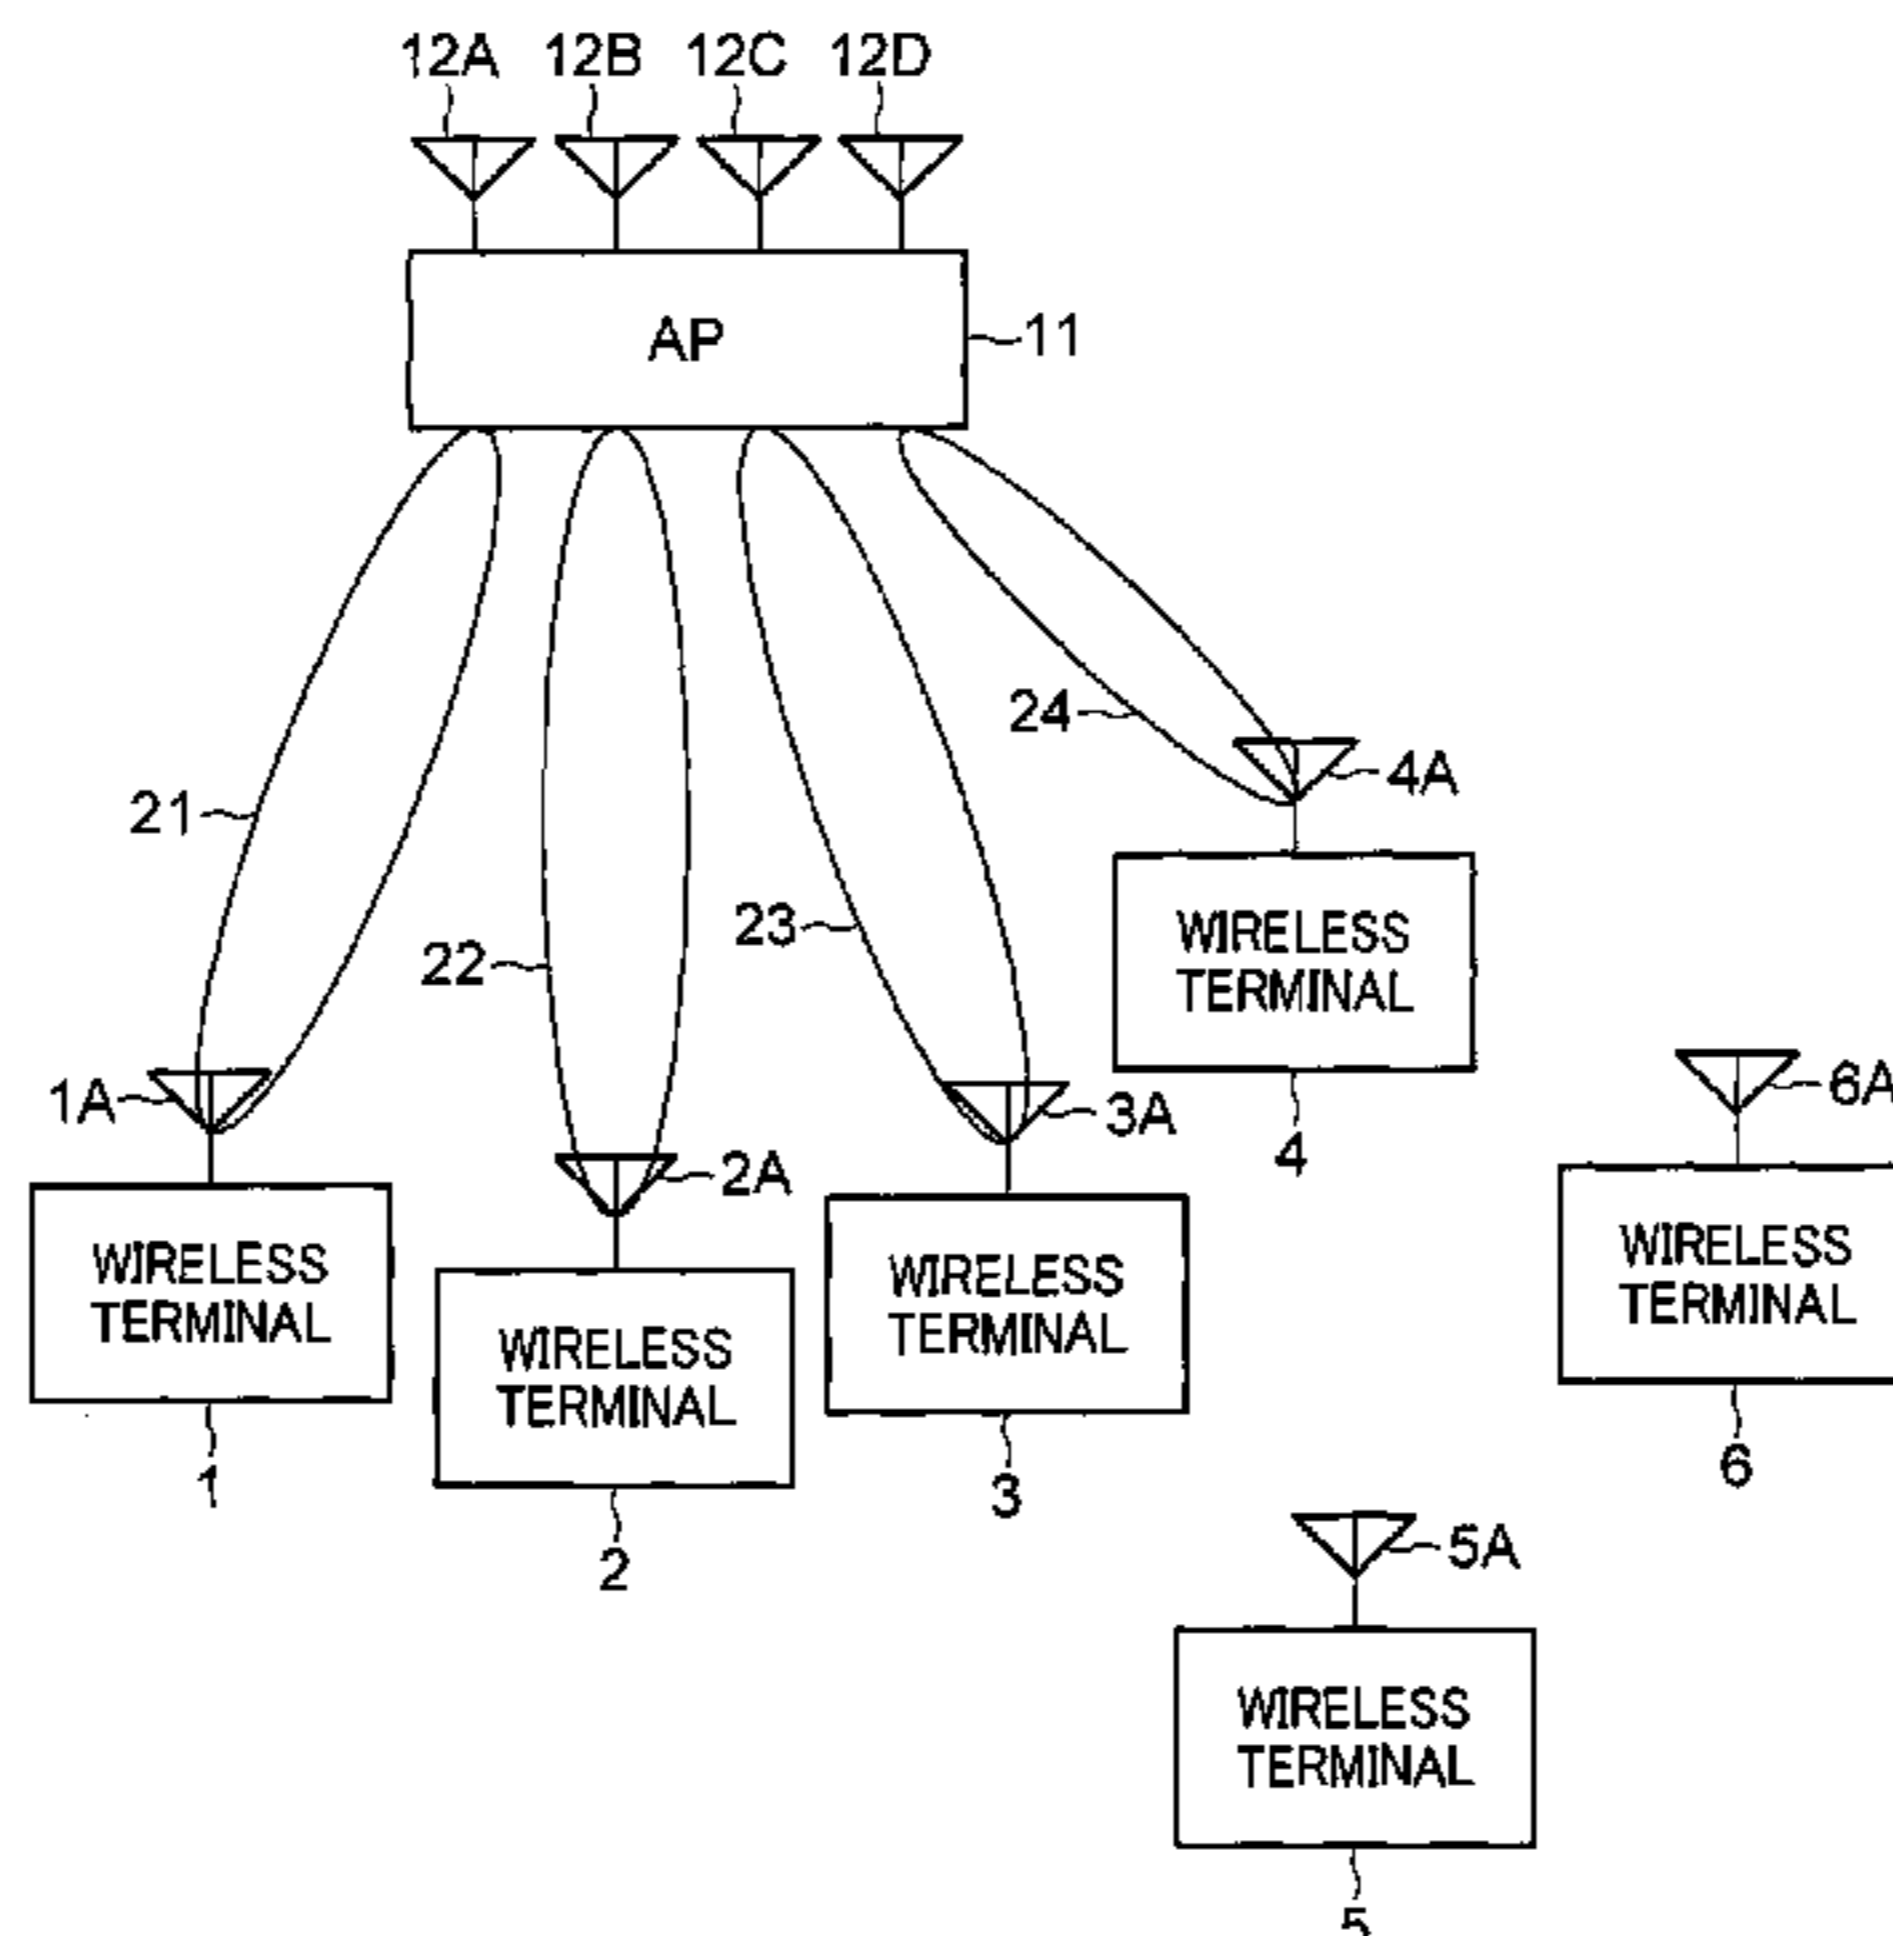 12A 12B 12C 12D
AP
11
24
4A
21
23
22
WIRELESS
TERMINAL
1A
3A
4
6A
2A
WIRELESS
TERMINAL
WIRELESS
TERMINAL
WIRELESS
TERMINAL
WIRELESS
TERMINAL
1
2
3
6
5A
WIRELESS
TERMINAL
5